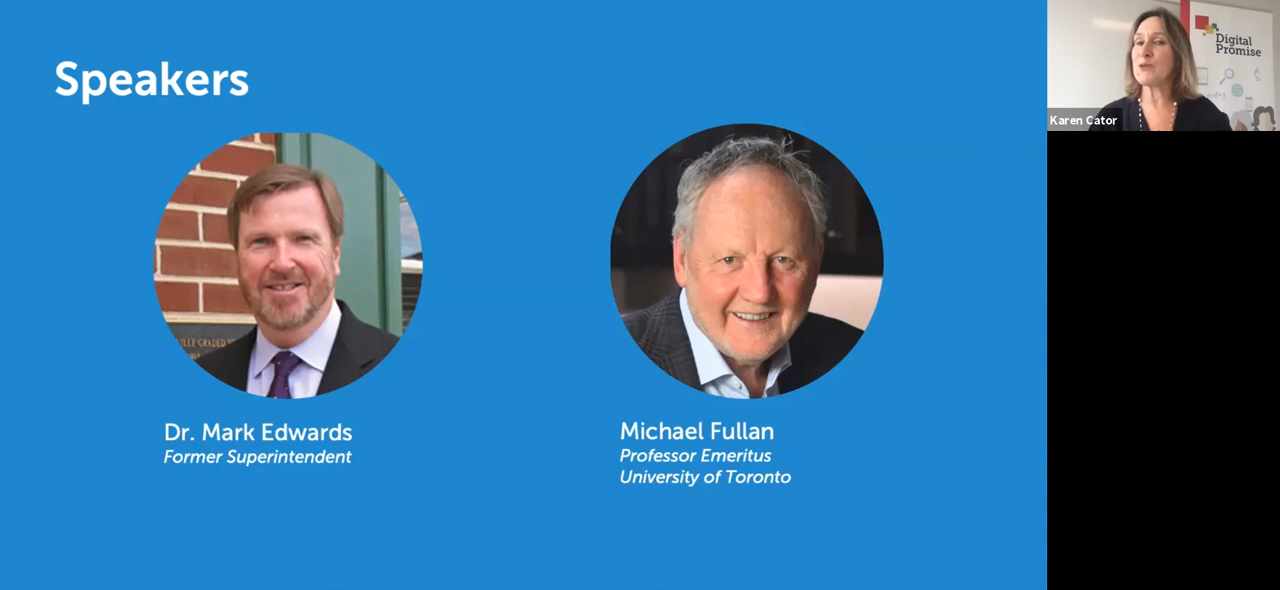 Speakers
Dr. Mark Edwards
Former Superintendent
Michael Fullan
Professor Emeritus
University of Toronto
Digital
Promise
Karen Cator